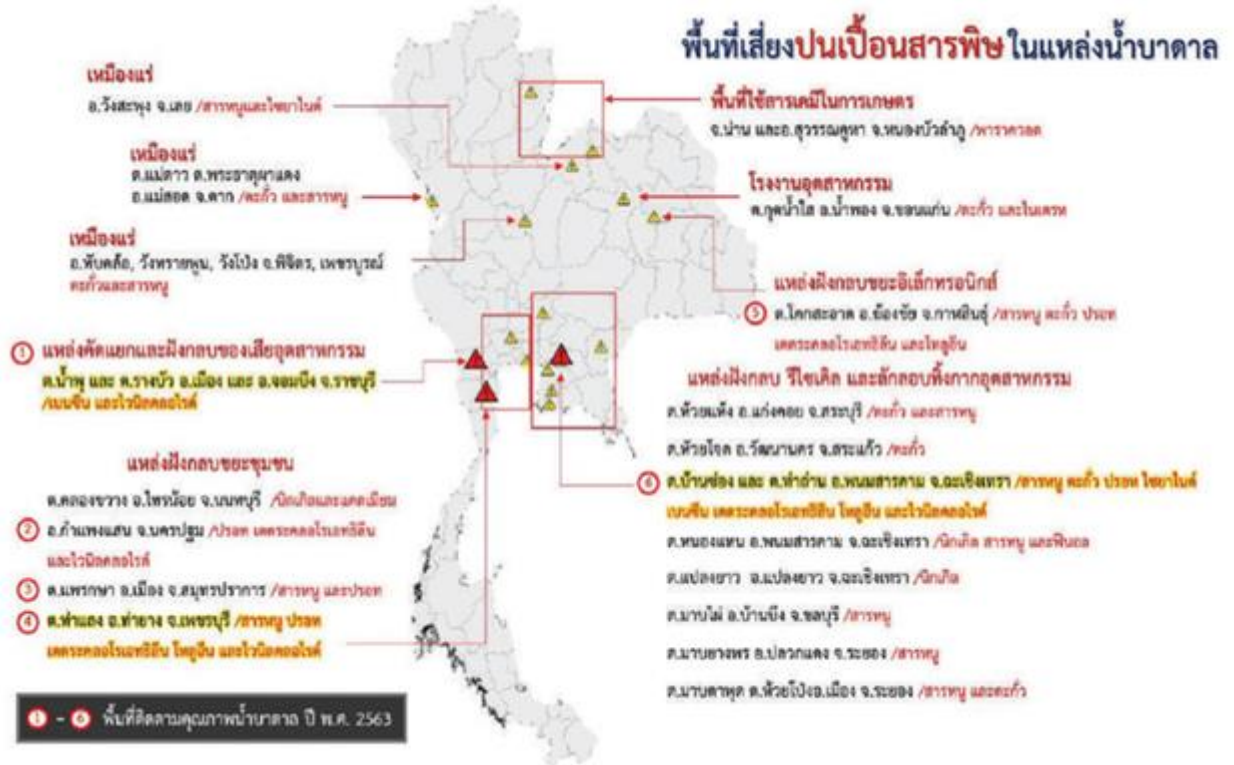 พื้นที่เสี่ยงปนเปื้อนสารพิษในแหล่งน้ำบาดาล
เหมืองแร่
อ.วังสะพุง จ.เลย /สารหนูและไซยาไนด์
เหมืองแร่
ต.แม่ตาว ต.พระธาตุผาแดง
อ.แม่สอด จ.ตาก /ตะกั่ว และสารหนู
เหมืองแร่
อ.ทับคล้อ, วังทรายพูน, วังโป่ง จ.พิจิตร, เพชรบูรณ์
ตะกั่วและสารหนู
① แหล่งคัดแยกและฝังกลบของเสียอุตสาหกรรม
ต.น้ำพุ และ ต.รางบัว อ.เมือง และ อ.จอมบึง จ.ราชบุรี
/เบนซีน และไวนิลคลอไรด์
แหล่งฝังกลบขยะชุมชน
ต.คลองขวาง อ.ไทรน้อย จ.นนทบุรี /นิกเกิลและแคดเมียม
② อ.กำแพงแสน จ.นครปฐม /ปรอท เตตระคลอโรเอทธิลีน
และไวนิลคลอไรด์
③ ต.แพรกษา อ.เมือง จ.สมุทรปราการ /สารหนู และปรอท
④ ต.ท่าแลง อ.ท่ายาง จ.เพชรบุรี /สารหนู ปรอท
เตตระคลอโรเอทธิลีน โทลูอีน และไวนิลคลอไรด์
① - ⑥ พื้นที่ติดตามคุณภาพน้ำบาดาล ปี พ.ศ. 2563
พื้นที่ใช้สารเคมีในการเกษตร
จ.น่าน และอ.สุวรรณคูหา จ.หนองบัวลำภู /พาราควอต
โรงงานอุตสาหกรรม
ต.กุดน้ำใส อ.น้ำพอง จ.ขอนแก่น /ตะกั่ว และไนเตรท
แหล่งฝังกลบขยะอิเล็กทรอนิกส์
⑤ ต.โคกสะอาด อ.ฆ้องชัย จ.กาฬสินธุ์ /สารหนู ตะกั่ว ปรอท
เตตระคลอโรเอทธิลีน และโทลูอีน
แหล่งฝังกลบ รีไซเคิล และลักลอบทิ้งกากอุตสาหกรรม
ต.ห้วยแห้ง อ.แก่งคอย จ.สระบุรี /ตะกั่ว และสารหนู
ต.ห้วยโจด อ.วัฒนานคร จ.สระแก้ว /ตะกั่ว
⑥ ต.บ้านซ่อง และ ต.ท่าถ่าน อ.พนมสารคาม จ.ฉะเชิงเทรา /สารหนู ตะกั่ว ปรอท ไซยาไนด์
เบนซีน เตตระคลอโรเอทธิลีน โทลูอีน และไวนิลคลอไรด์
ต.หนองแหน อ.พนมสารคาม จ.ฉะเชิงเทรา /นิกเกิล สารหนู และฟีนอล
ต.แปลงยาว อ.แปลงยาว จ.ฉะเชิงเทรา /นิกเกิล
ต.มาบไผ่ อ.บ้านบึง จ.ชลบุรี /สารหนู
ต.มาบยางพร อ.ปลวกแดง จ.ระยอง /สารหนู
ต.มาบตาพุด ต.ห้วยโป่งอ.เมือง จ.ระยอง /สารหนู และตะกั่ว